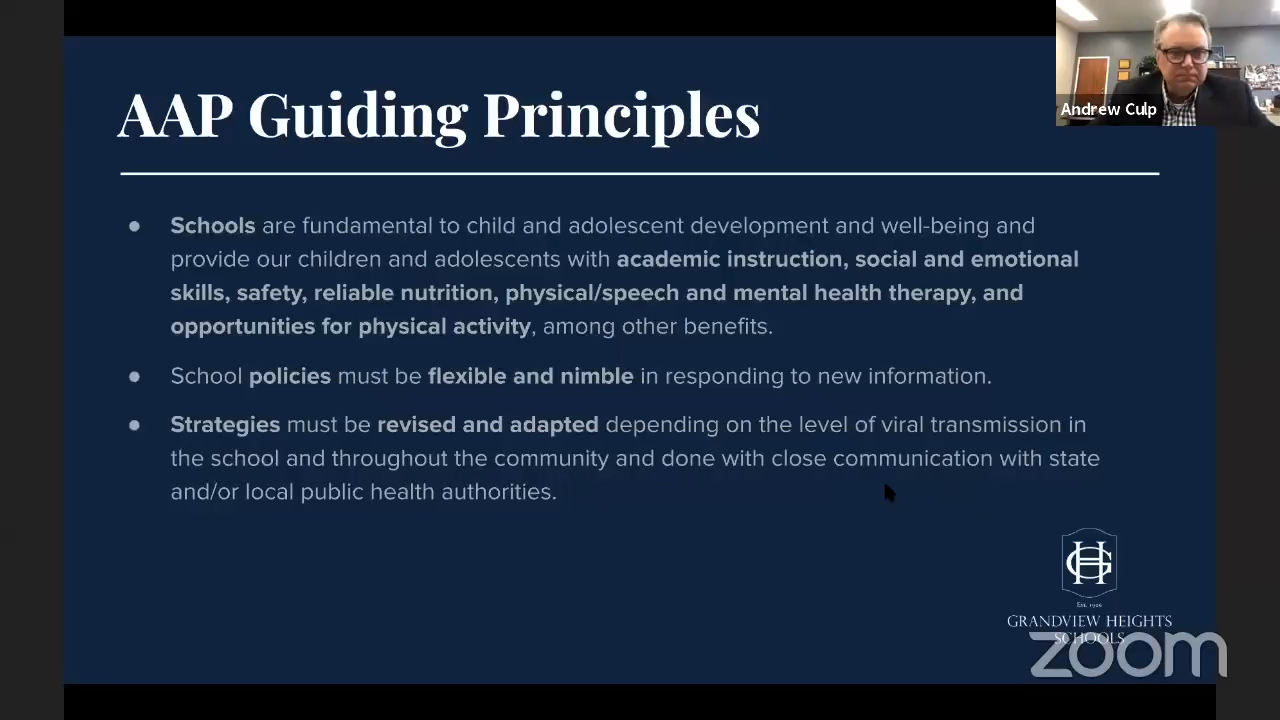 AAP Guiding Principles
Andrew Culp
● Schools are fundamental to child and adolescent development and well-being and
provide our children and adolescents with academic instruction, social and emotional
skills, safety, reliable nutrition, physical/speech and mental health therapy, and
opportunities for physical activity, among other benefits.
● School policies must be flexible and nimble in responding to new information.
● Strategies must be revised and adapted depending on the level of viral transmission in
the school and throughout the community and done with close communication with state
and/or local public health authorities.
GH
Est. 1906
GRANDVIEW HEIGHTS
SCHOOLS
zoom